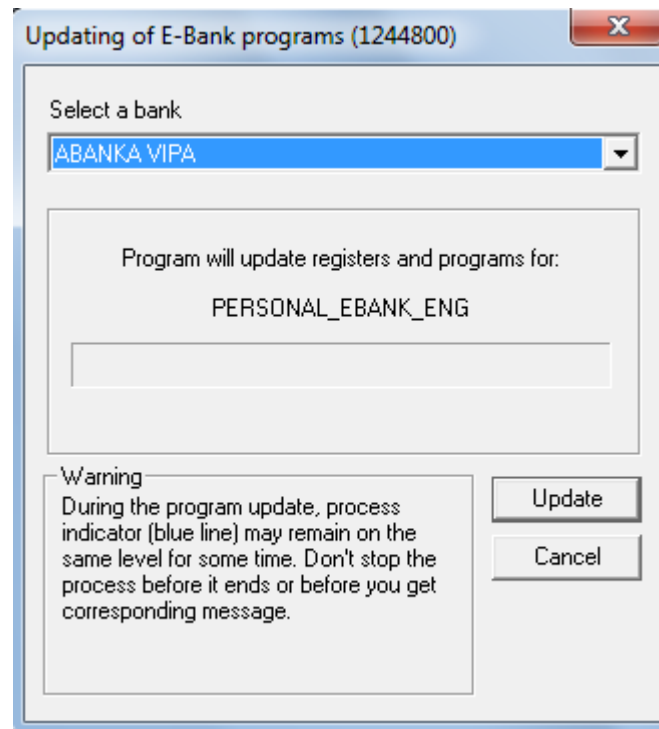 Updating of E-Bank programs (1244800)
Select a bank
ABANKA VIPA
Program will update registers and programs for:
PERSONAL_EBANK_ENG
Warning
During the program update, process
indicator (blue line) may remain on the
same level for some time. Don't stop the
process before it ends or before you get
corresponding message.
Update
Cancel